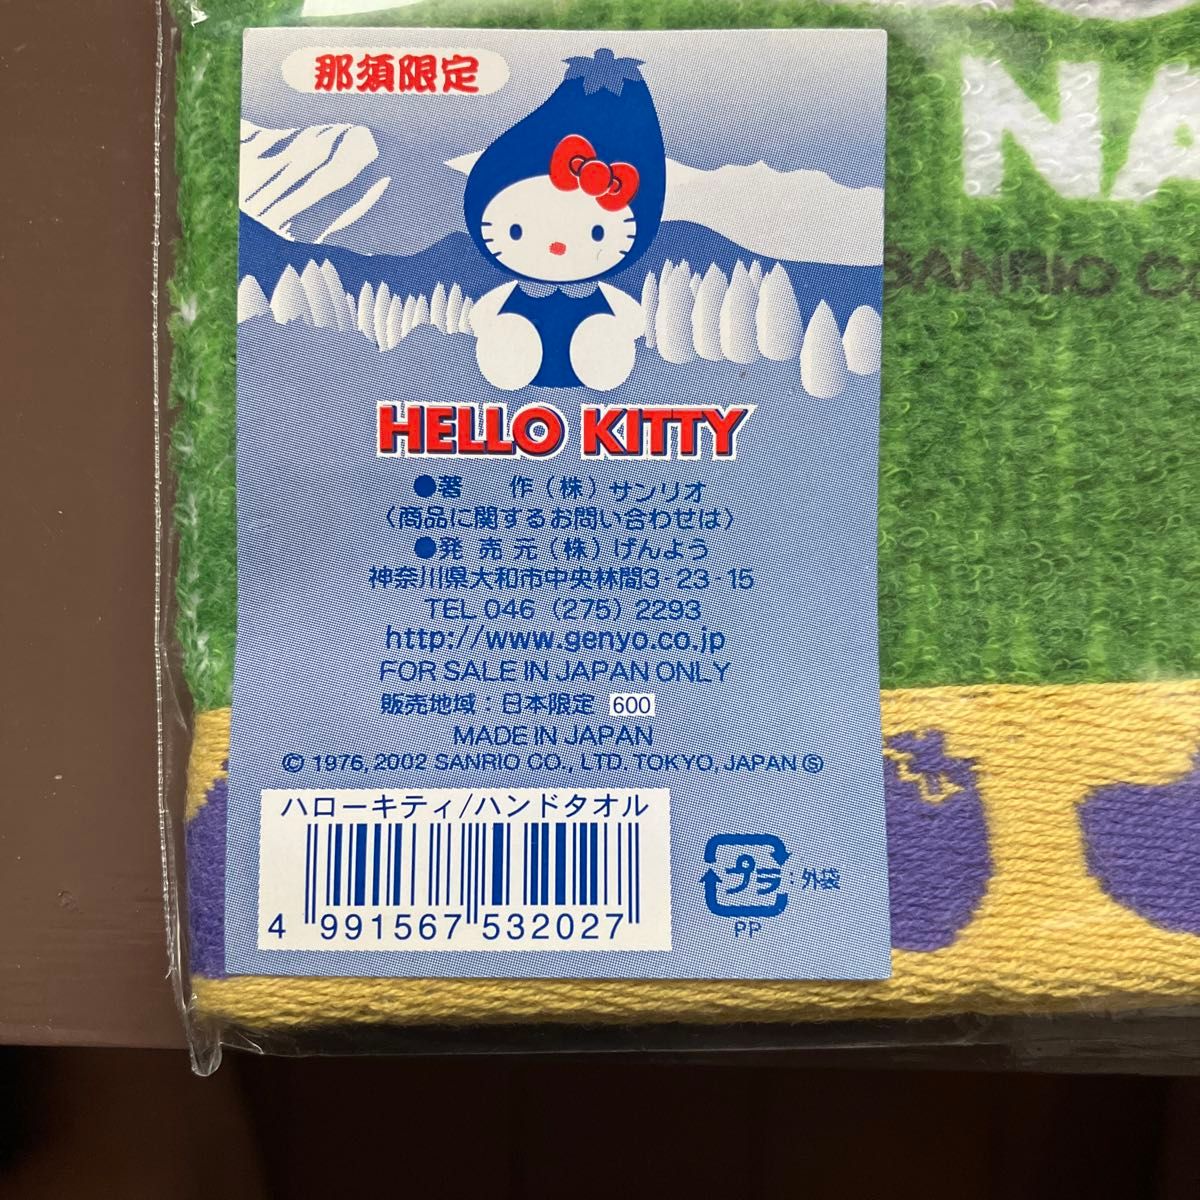 那須限定
NA
SANRIO C
HELLO KITTY
●著　作(株)サンリオ
〈商品に関するお問い合わせは〉
●発売元(株)げんよう
神奈川県大和市中央林間3-23-15
TEL 046 (275) 2293
http://www.genyo.co.jp
FOR SALE IN JAPAN ONLY
販売地域：日本限定 600
MADE IN JAPAN
© 1976, 2002 SANRIO CO., LTD. TOKYO, JAPAN Ⓢ
ハローキティ/ハンドタオル
4 991567 532027
プラ：外袋
PP